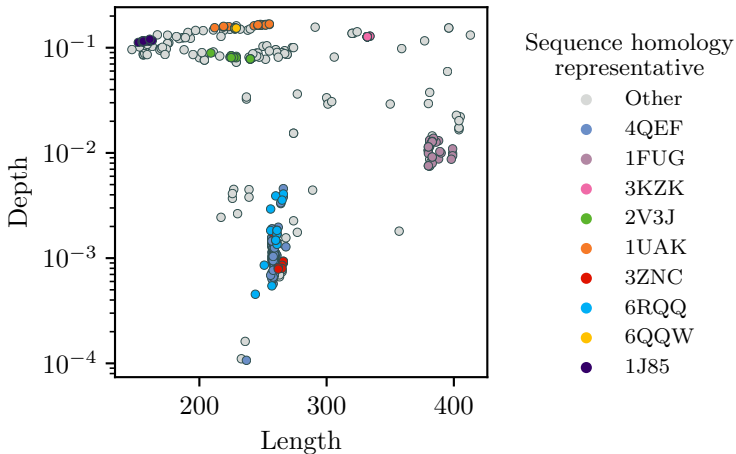 10⁻¹
10⁻²
10⁻³
10⁻⁴
Depth
200
300
400
Length
Sequence homology
representative
Other
4QEF
1FUG
3KZK
2V3J
1UAK
3ZNC
6RQQ
6QQW
1J85